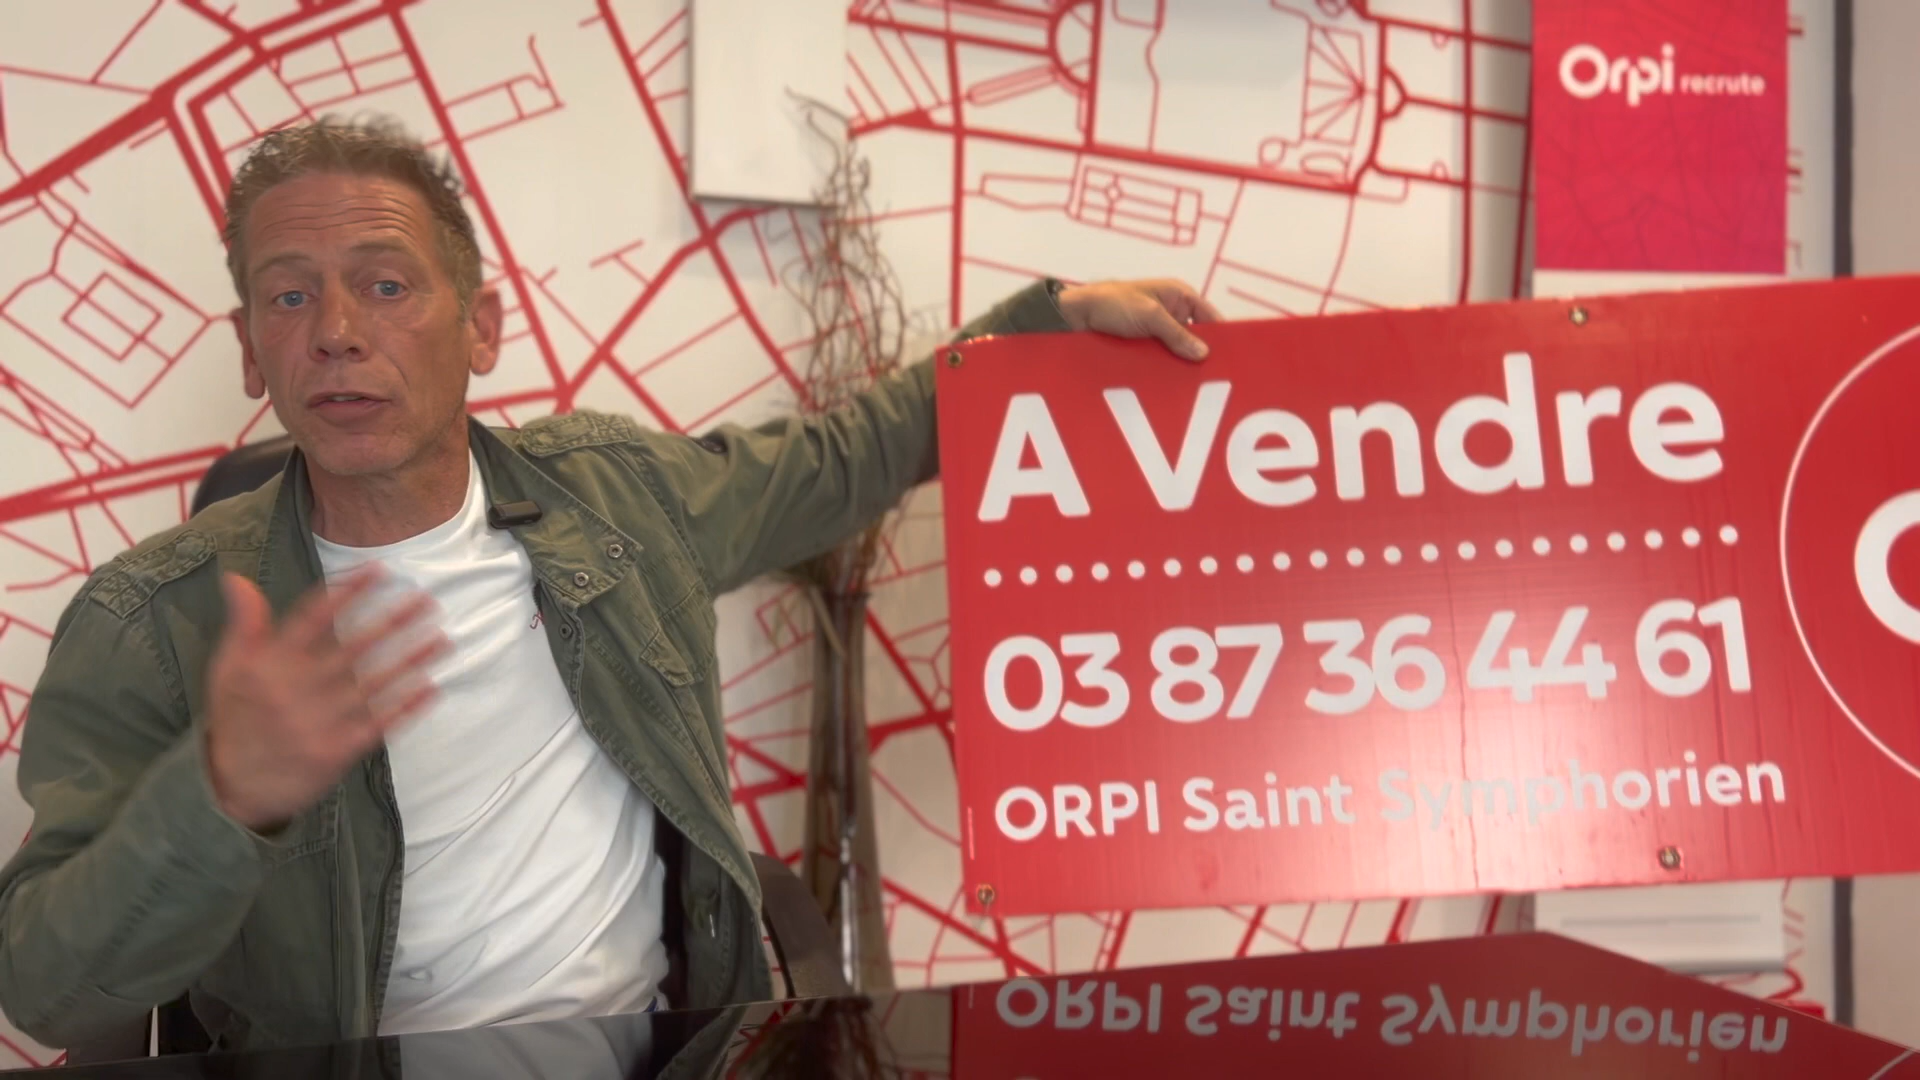 Orpi recrute
A Vendre
03 87 36 44 61
ORPI Saint Symphorien
ORPI Saint Symphorien